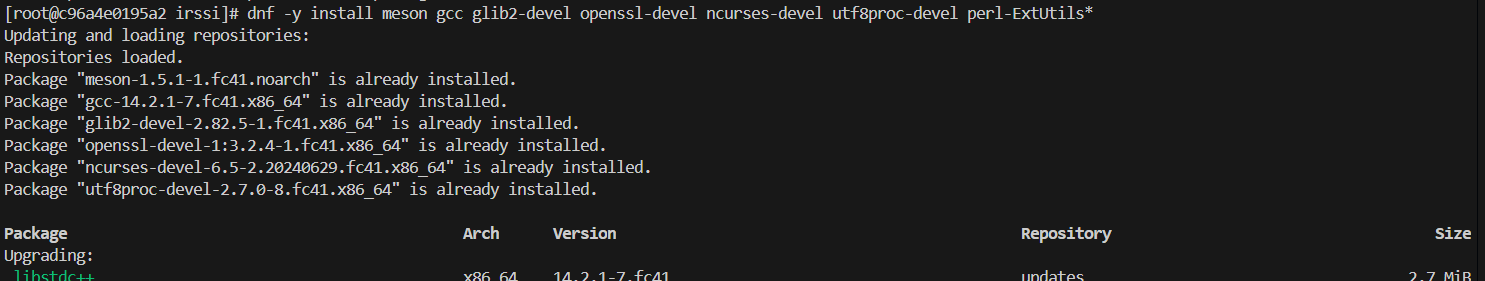 [root@c96a4e0195a2 irssi]# dnf -y install meson gcc glib2-devel openssl-devel ncurses-devel utf8proc-devel perl-ExtUtils*
Updating and loading repositories:
Repositories loaded.
Package "meson-1.5.1-1.fc41.noarch" is already installed.
Package "gcc-14.2.1-7.fc41.x86_64" is already installed.
Package "glib2-devel-2.82.5-1.fc41.x86_64" is already installed.
Package "openssl-devel-1:3.2.4-1.fc41.x86_64" is already installed.
Package "ncurses-devel-6.5-2.20240629.fc41.x86_64" is already installed.
Package "utf8proc-devel-2.7.0-8.fc41.x86_64" is already installed.
Package Arch Version Repository Size
Upgrading:
libstdc++ x86_64 14.2.1-7.fc41 updates 2.7 MiB